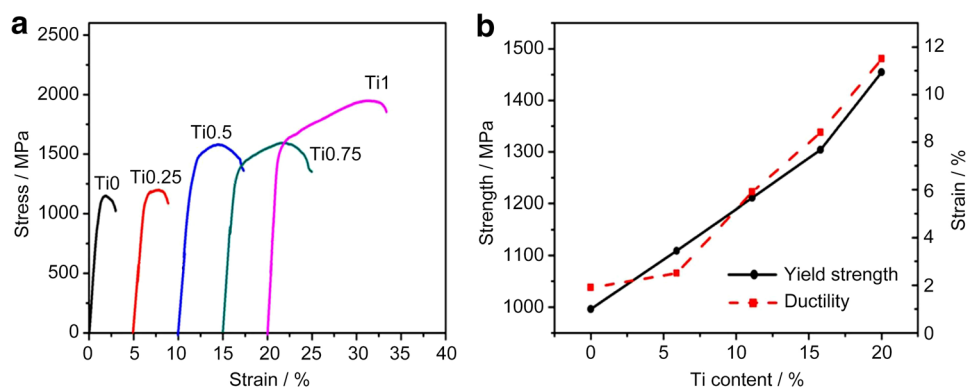 a
2500
2000
1500
1000
500
0
Stress / MPa
Ti0
Ti0.25
Ti0.5
Ti0.75
Ti1
0 5 10 15 20 25 30 35 40
Strain / %
b
1550
1500
1400
1300
1200
1100
1000
Strength / MPa
12
10
8
6
4
2
0
Strain / %
Yield strength
Ductility
0 5 10 15 20
Ti content / %